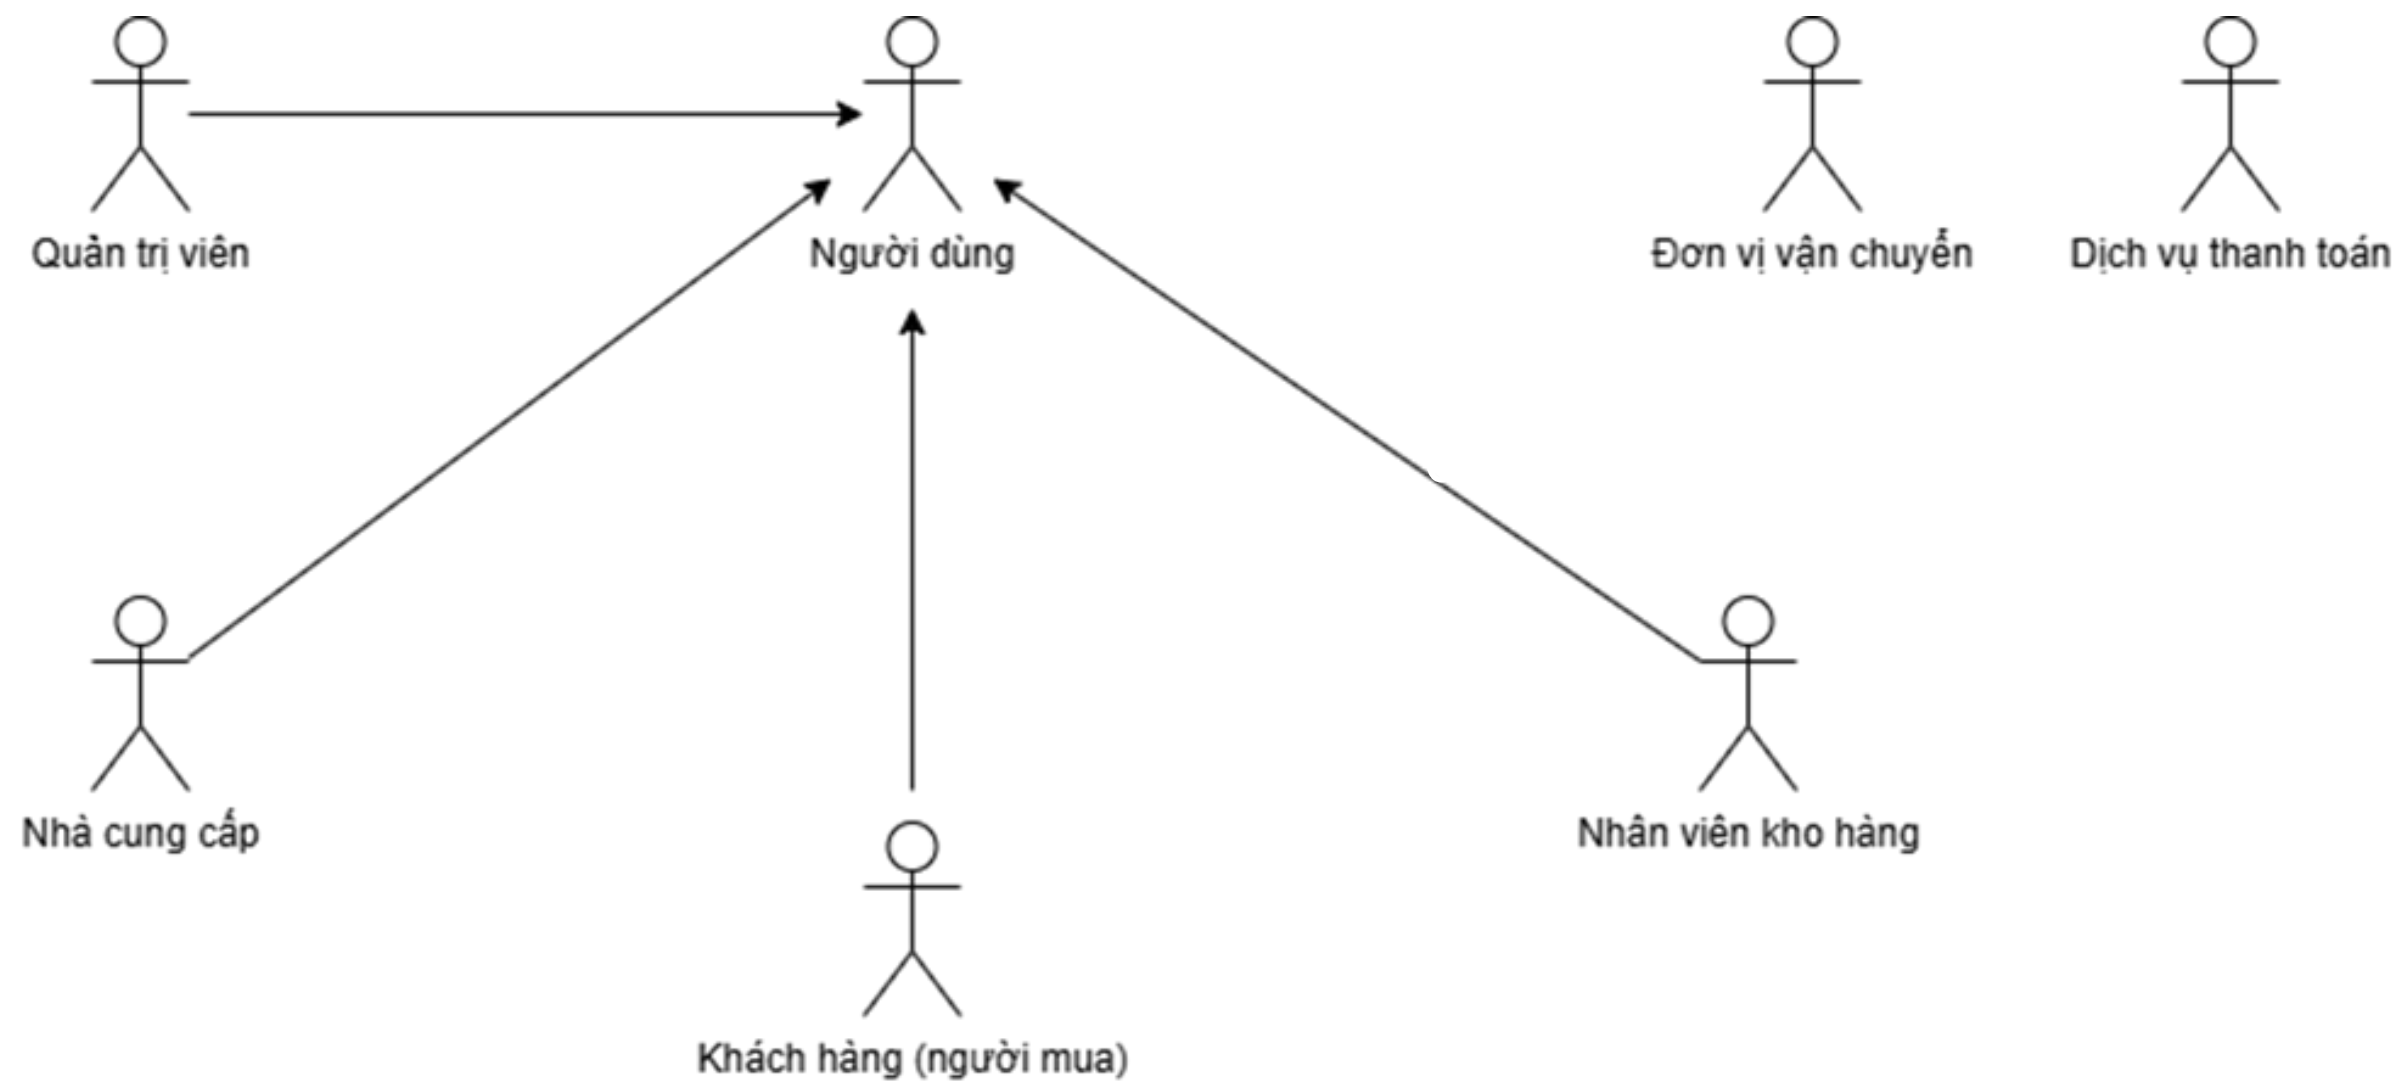 Quản trị viên
Người dùng
Đơn vị vận chuyển
Dịch vụ thanh toán
Nhà cung cấp
Nhân viên kho hàng
Khách hàng (người mua)